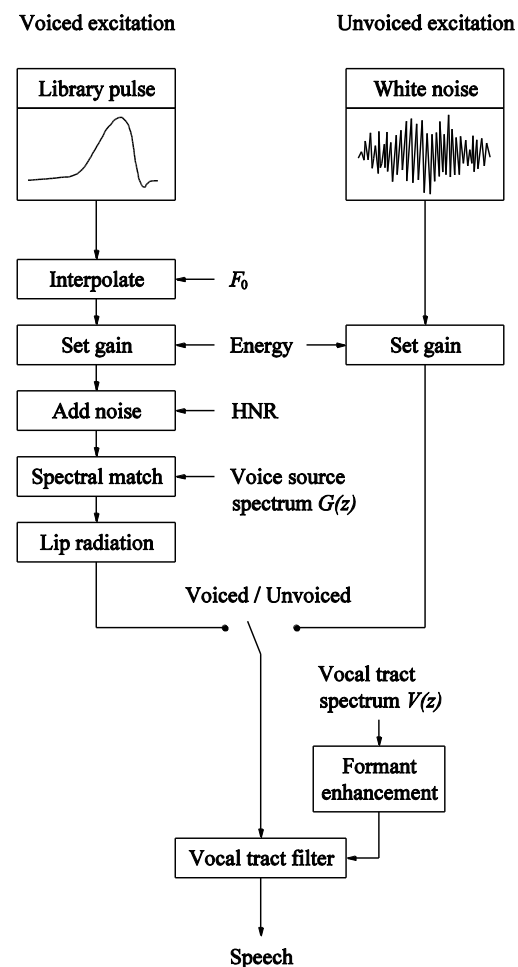 Voiced excitation
Unvoiced excitation
Library pulse
White noise
Interpolate
F0
Set gain
Energy
Set gain
Add noise
HNR
Spectral match
Voice source
spectrum G(z)
Lip radiation
Voiced / Unvoiced
Vocal tract
spectrum V(z)
Formant
enhancement
Vocal tract filter
Speech